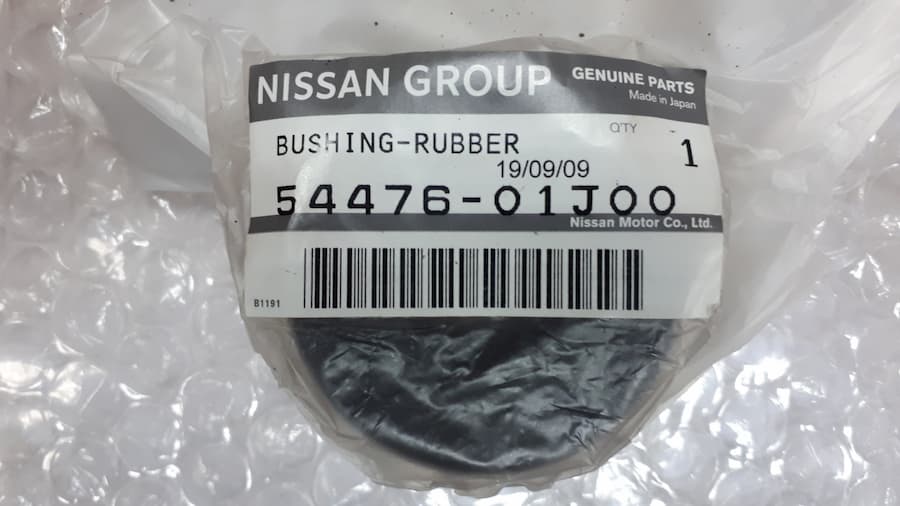 NISSAN GROUP
GENUINE PARTS
Made in Japan
Q'TY
BUSHING-RUBBER
1
19/09/09
54476-01J00
Nissan Motor Co., Ltd.
B1191